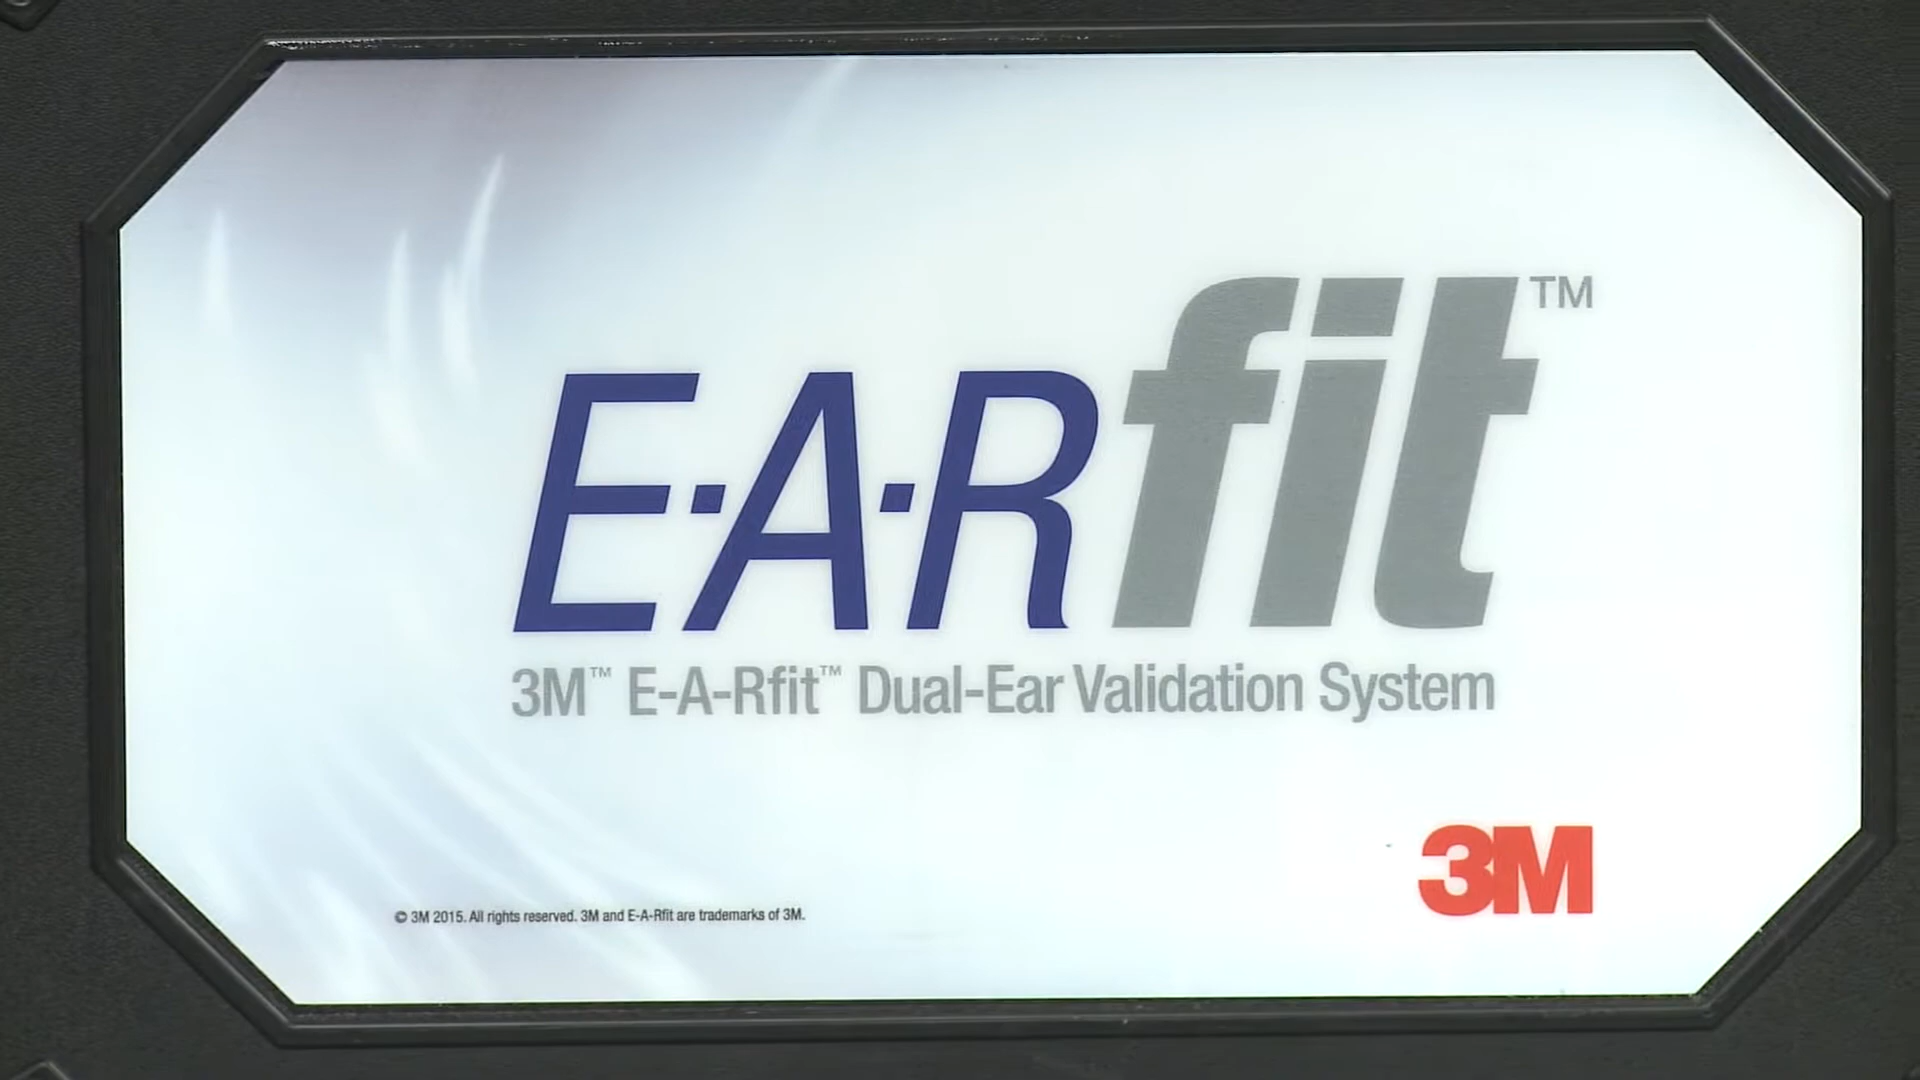 E·A·Rfit™
3M™ E-A-Rfit™ Dual-Ear Validation System
3M
© 3M 2015. All rights reserved. 3M and E-A-Rfit are trademarks of 3M.